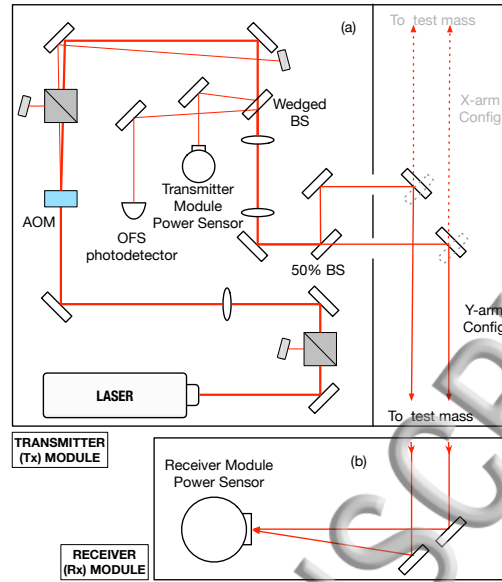 (a)
To test mass
X-arm
Config
Wedged
BS
Transmitter
Module
Power Sensor
AOM
OFS
photodetector
50% BS
Y-arm
Config
LASER
To test mass
TRANSMITTER
(Tx) MODULE
(b)
Receiver Module
Power Sensor
RECEIVER
(Rx) MODULE